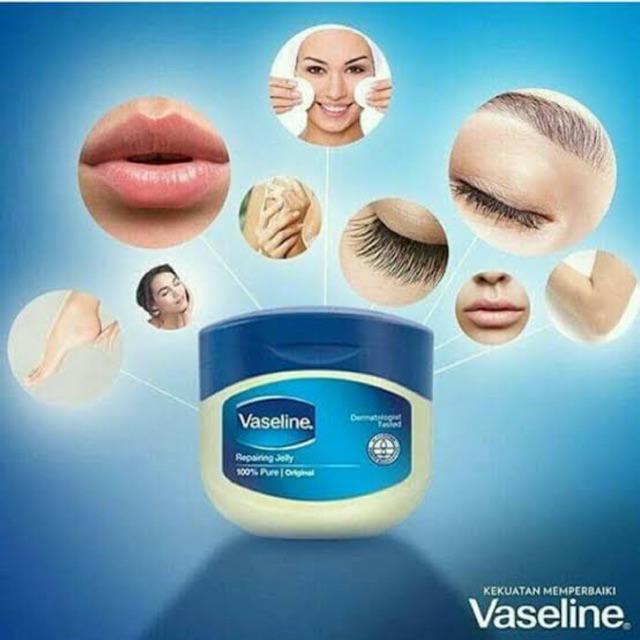 Vaseline.
Dermatologist
Tested
Repairing Jelly
100% Pure | Original
KEKUATAN MEMPERBAIKI
Vaseline.